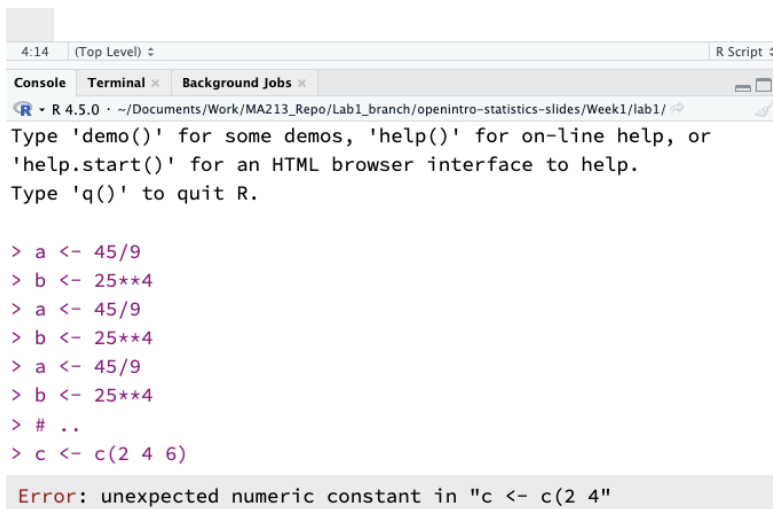 4:14 (Top Level) R Script
Console Terminal Background Jobs
R 4.5.0 · ~/Documents/Work/MA213_Repo/Lab1_branch/openintro-statistics-slides/Week1/lab1/
Type 'demo()' for some demos, 'help()' for on-line help, or
'help.start()' for an HTML browser interface to help.
Type 'q()' to quit R.
> a <- 45/9
> b <- 25**4
> a <- 45/9
> b <- 25**4
> a <- 45/9
> b <- 25**4
> # ..
> c <- c(2 4 6)
Error: unexpected numeric constant in "c <- c(2 4"